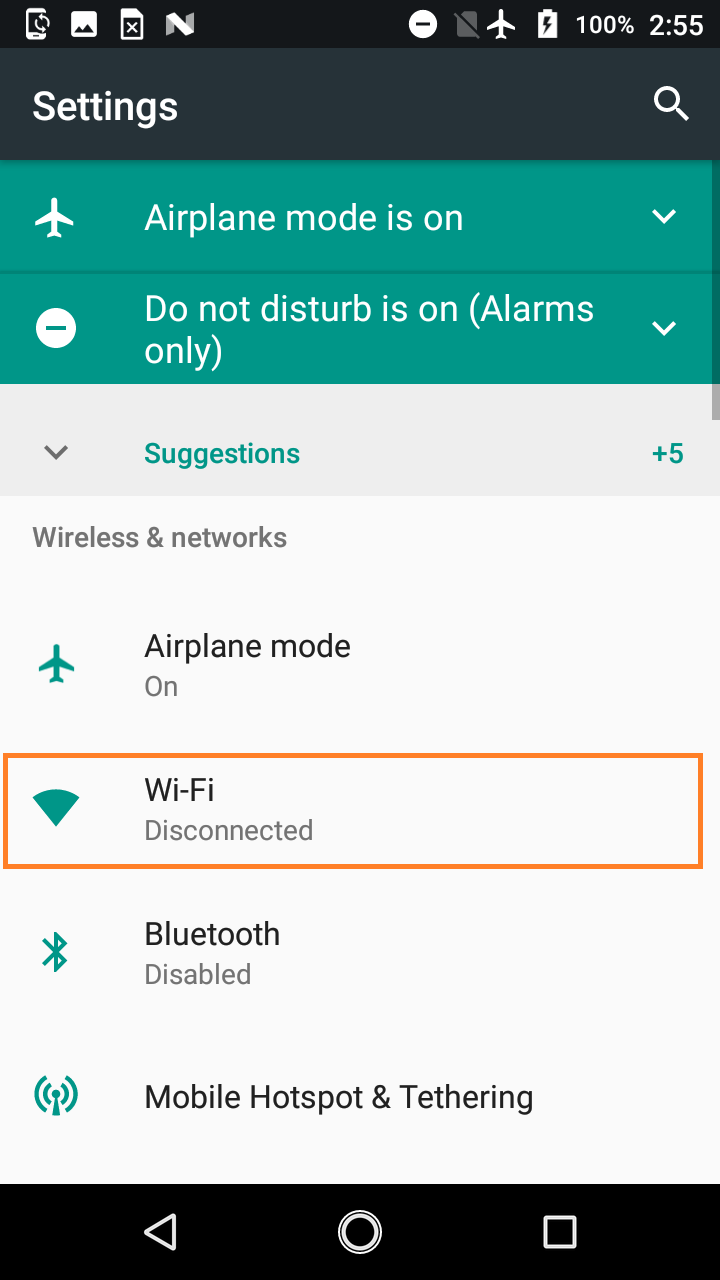 100% 2:55
Settings
Airplane mode is on
Do not disturb is on (Alarms
only)
Suggestions +5
Wireless & networks
Airplane mode
On
Wi-Fi
Disconnected
Bluetooth
Disabled
Mobile Hotspot & Tethering